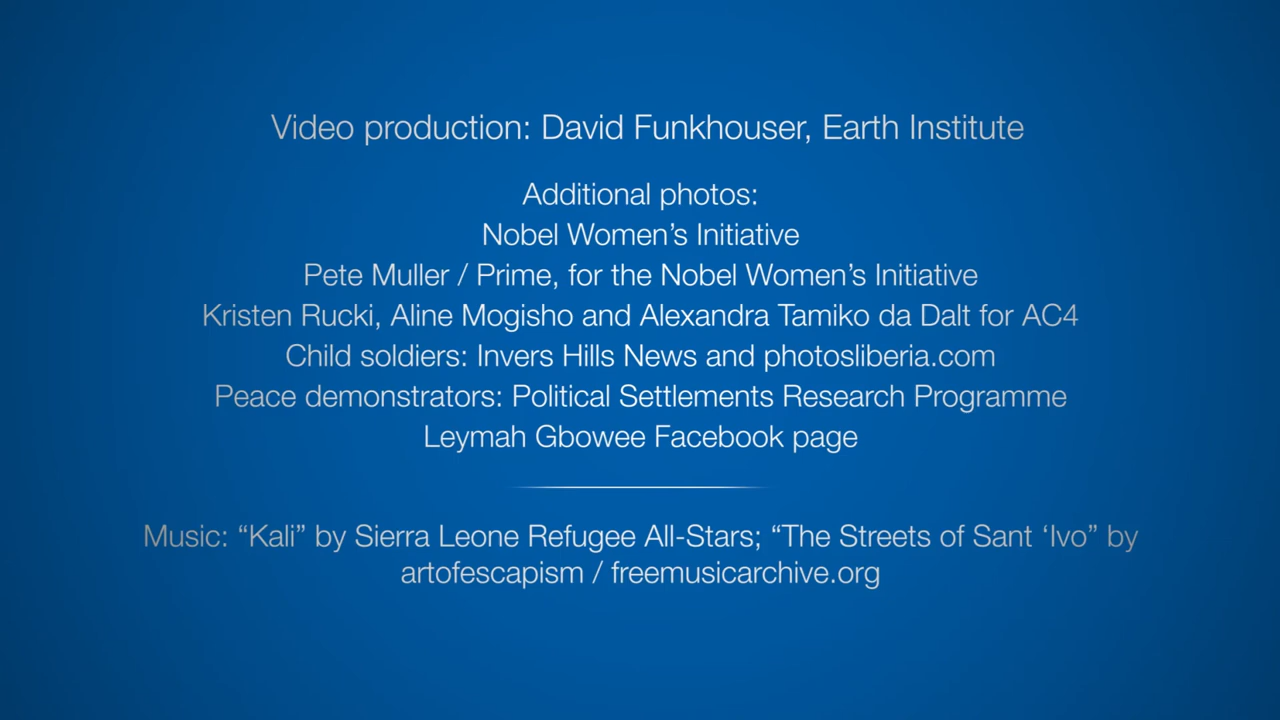 Video production: David Funkhouser, Earth Institute
Additional photos:
Nobel Women’s Initiative
Pete Muller / Prime, for the Nobel Women’s Initiative
Kristen Rucki, Aline Mogisho and Alexandra Tamiko da Dalt for AC4
Child soldiers: Invers Hills News and photosliberia.com
Peace demonstrators: Political Settlements Research Programme
Leymah Gbowee Facebook page
Music: “Kali” by Sierra Leone Refugee All-Stars; “The Streets of Sant ‘Ivo” by
artofescapism / freemusicarchive.org